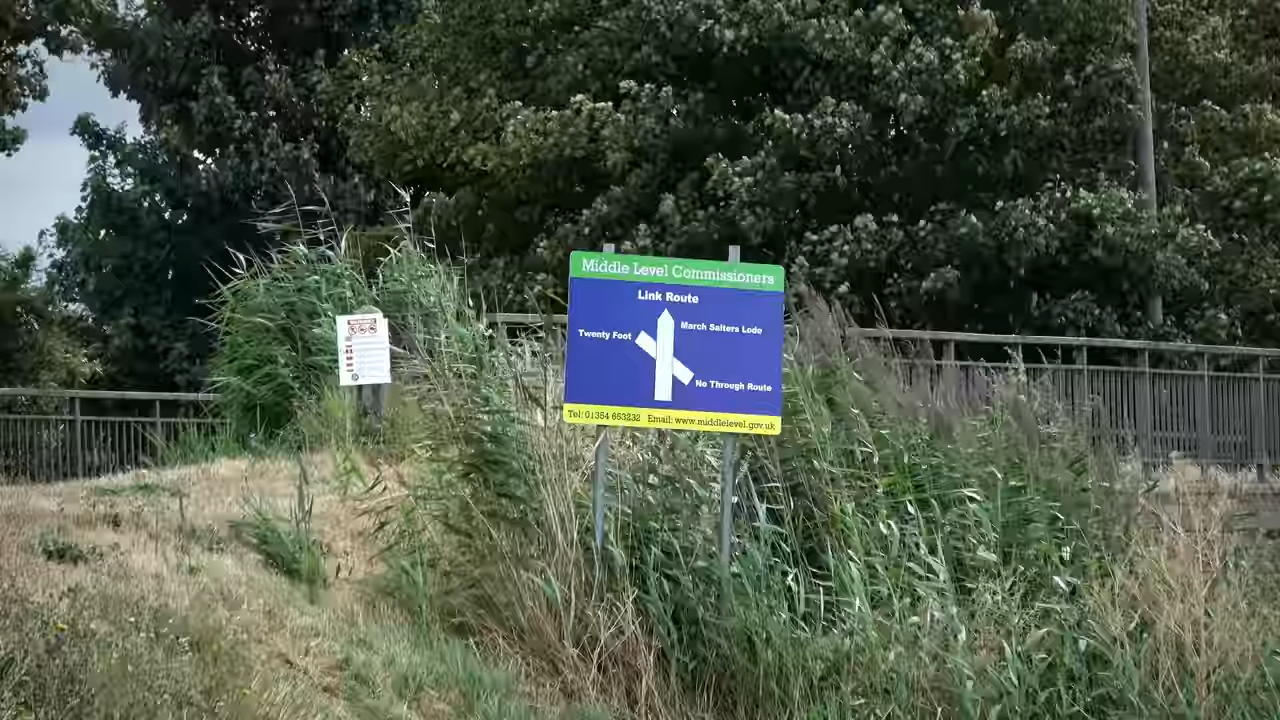 Middle Level Commissioners
Link Route
March Salters Lode
Twenty Foot
No Through Route
Tel: 01354 653232 Email: www.middlelevel.gov.uk